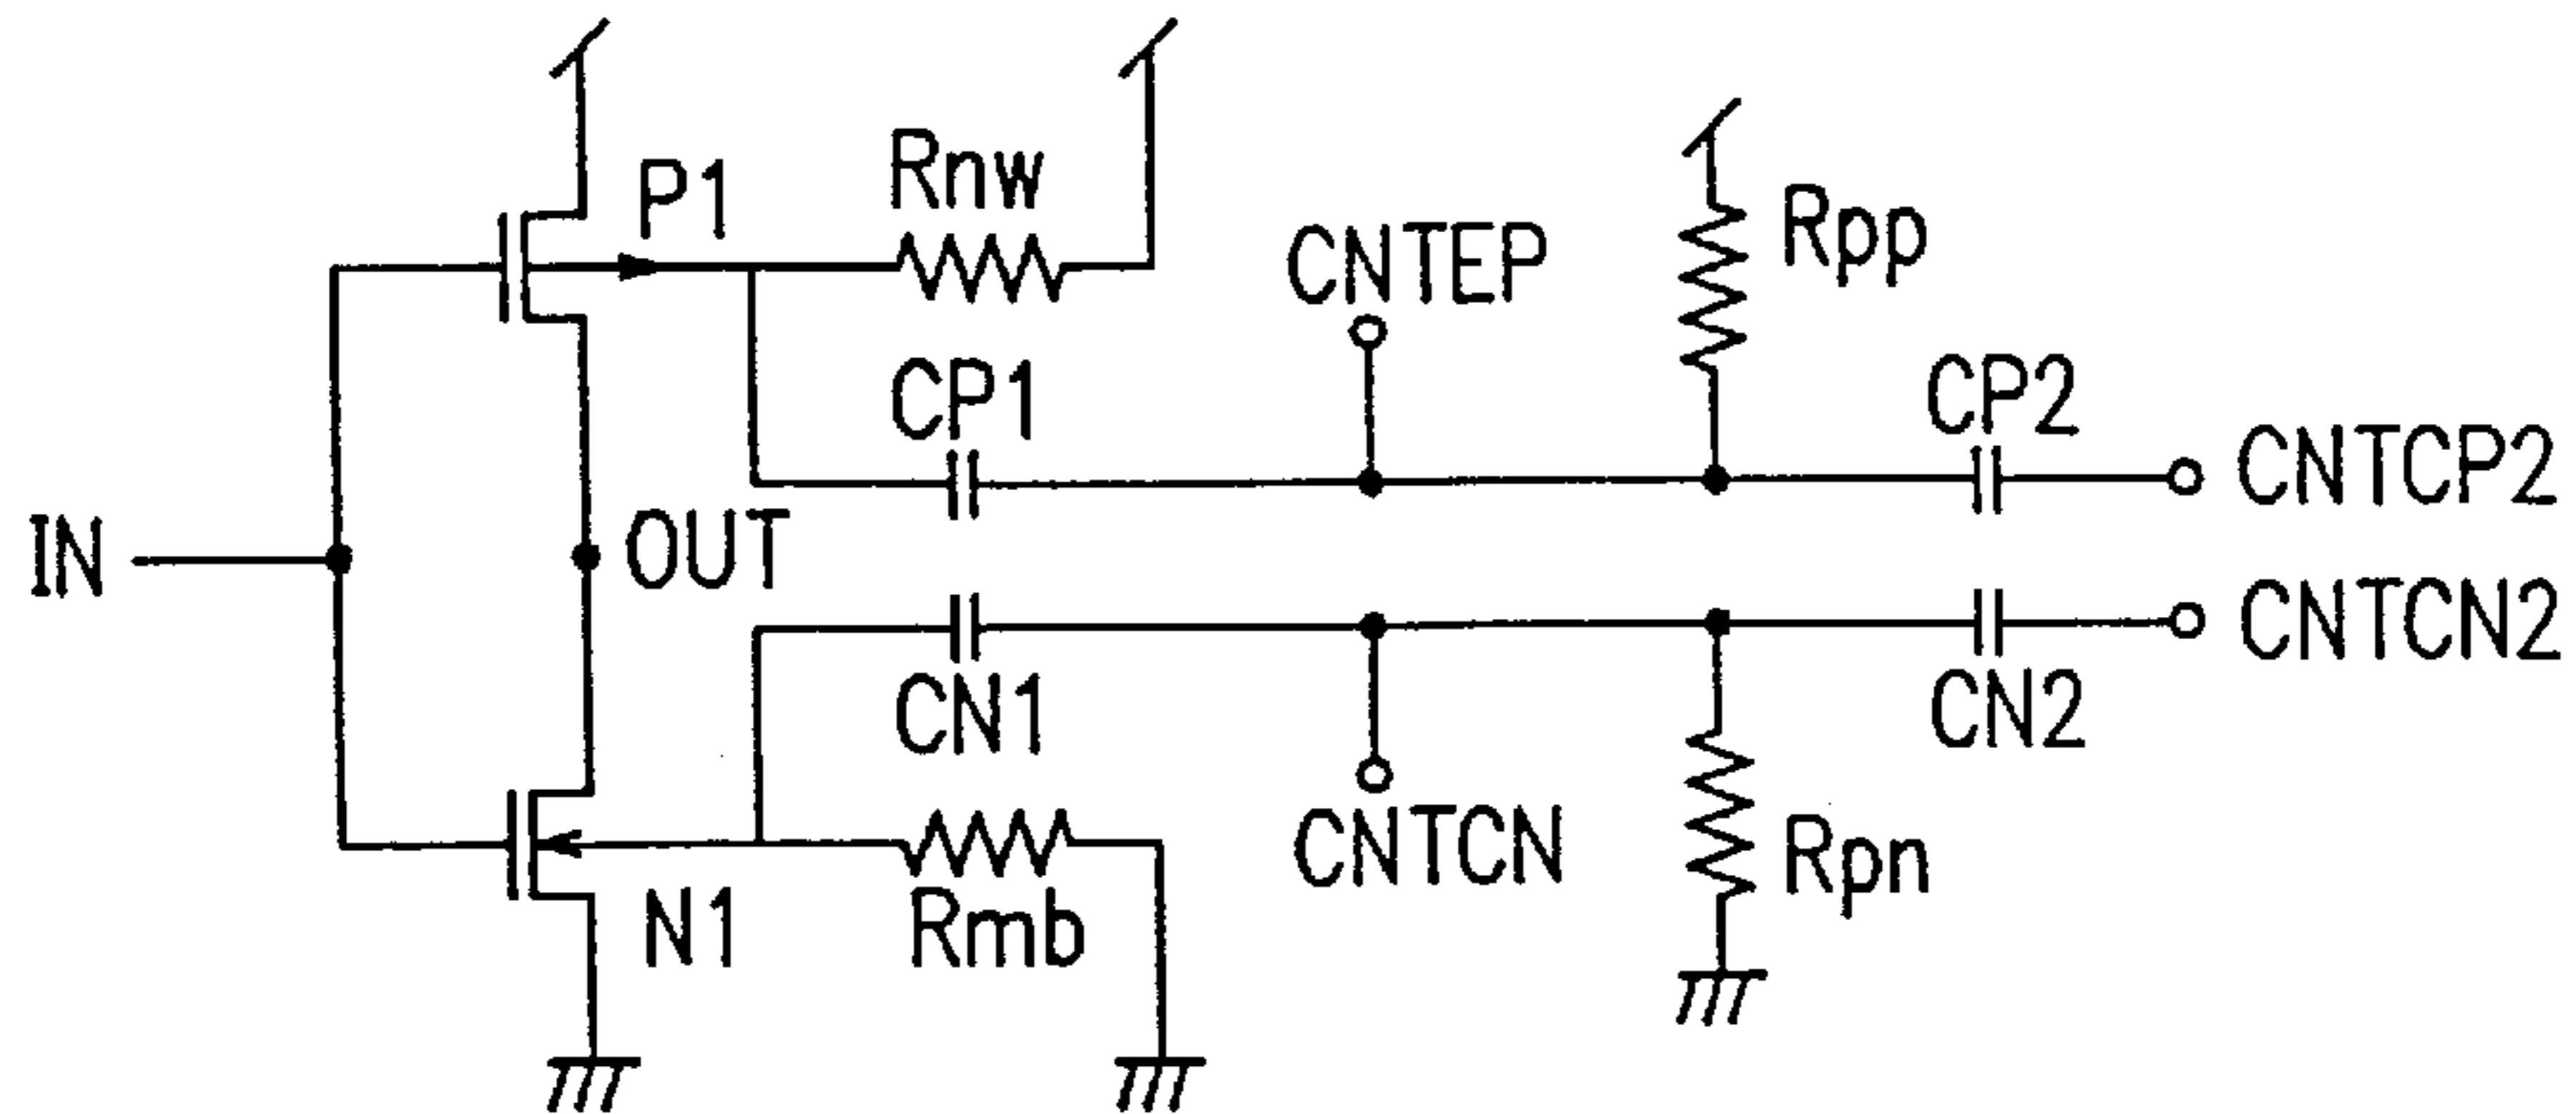 P1
Rnw
Rpp
CNTEP
CP1
CP2
CNTCP2
IN
OUT
CNTCN2
CN1
CN2
CNTCN
Rpn
N1
Rmb